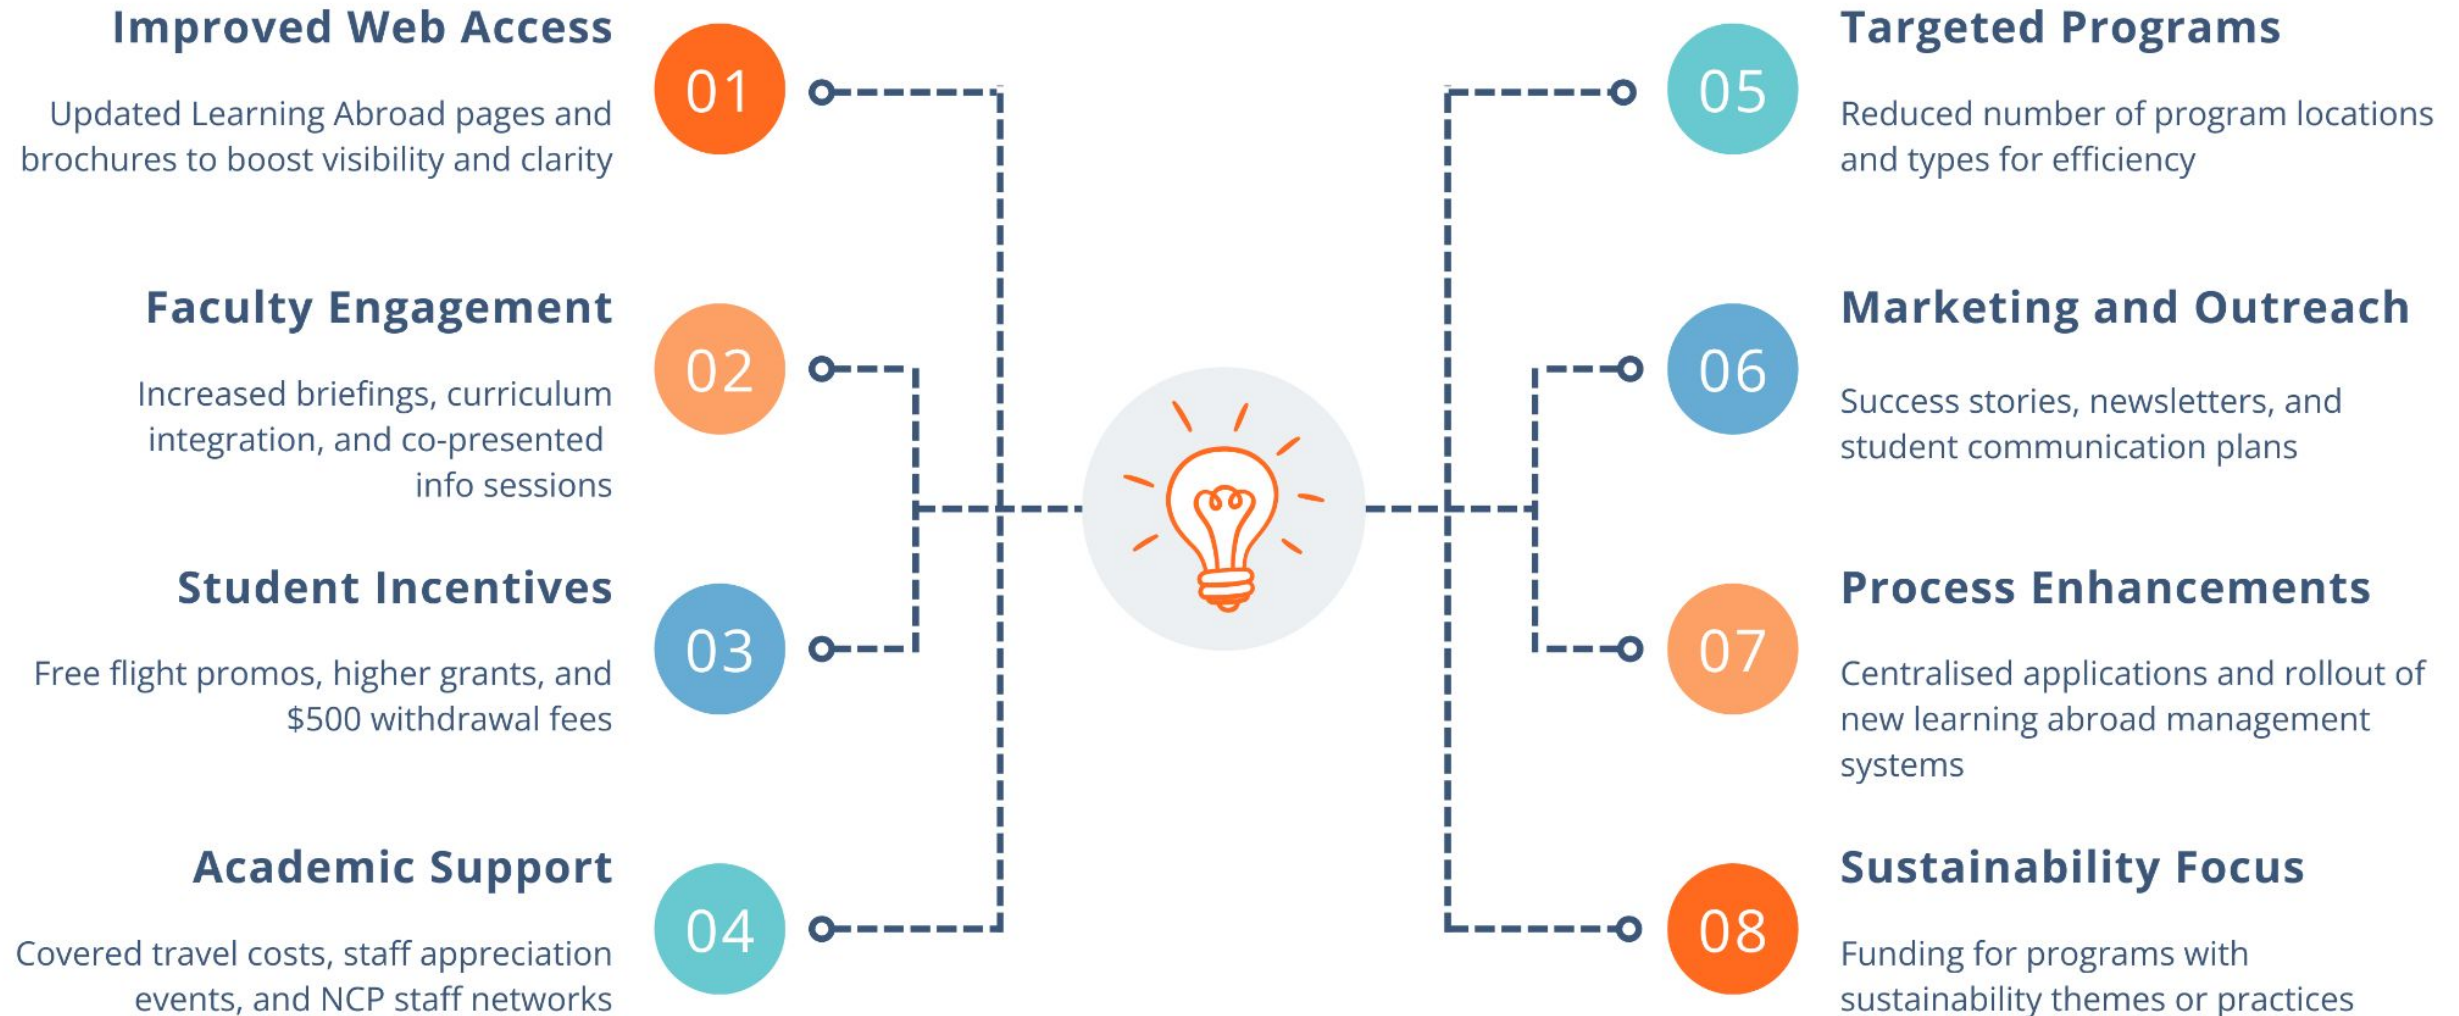 Improved Web Access
01
Updated Learning Abroad pages and
brochures to boost visibility and clarity
Faculty Engagement
02
Increased briefings, curriculum
integration, and co-presented
info sessions
Student Incentives
03
Free flight promos, higher grants, and
$500 withdrawal fees
Academic Support
04
Covered travel costs, staff appreciation
events, and NCP staff networks
Targeted Programs
05
Reduced number of program locations
and types for efficiency
Marketing and Outreach
06
Success stories, newsletters, and
student communication plans
Process Enhancements
07
Centralised applications and rollout of
new learning abroad management
systems
Sustainability Focus
08
Funding for programs with
sustainability themes or practices